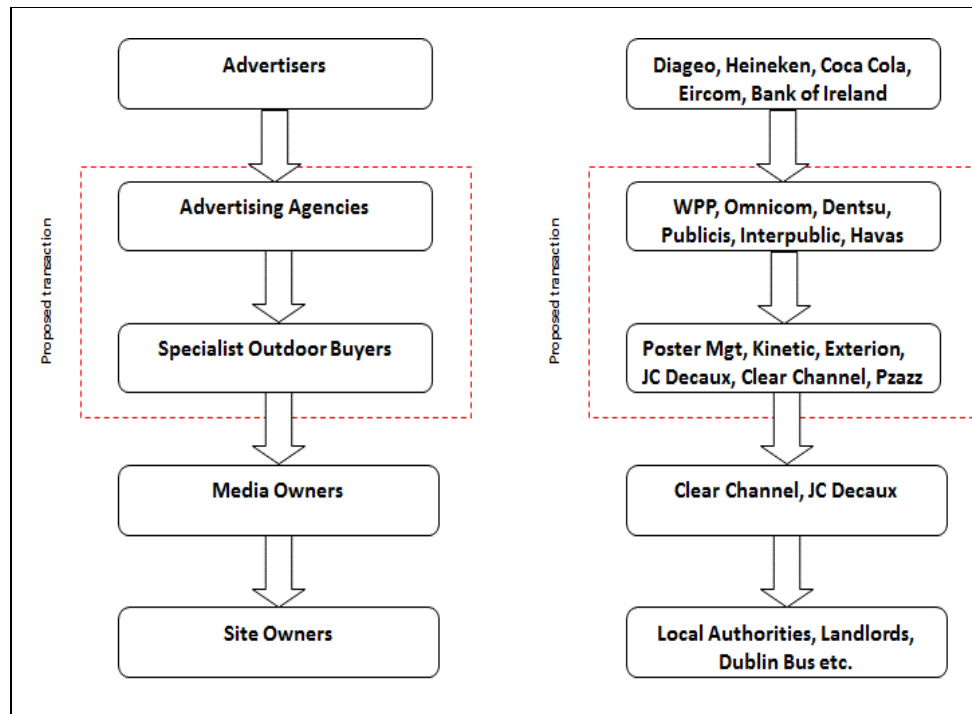 Advertisers
Proposed transaction
Advertising Agencies
Specialist Outdoor Buyers
Media Owners
Site Owners
Diageo, Heineken, Coca Cola,
Eircom, Bank of Ireland
Proposed transaction
WPP, Omnicom, Dentsu,
Publicis, Interpublic, Havas
Poster Mgt, Kinetic, Exterion,
JC Decaux, Clear Channel, Pzazz
Clear Channel, JC Decaux
Local Authorities, Landlords,
Dublin Bus etc.